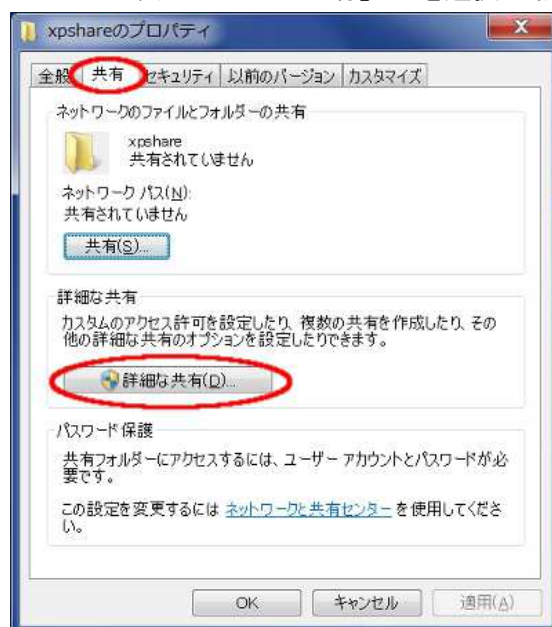 xpshareのプロパティ
全般 共有 セキュリティ 以前のバージョン カスタマイズ
ネットワークのファイルとフォルダーの共有
xpshare
共有されていません
ネットワーク パス(N):
共有されていません
共有(S)...
詳細な共有
カスタムのアクセス許可を設定したり、複数の共有を作成したり、その
他の詳細な共有のオプションを設定したりできます。
詳細な共有(D)...
パスワード保護
共有フォルダーにアクセスするには、ユーザー アカウントとパスワードが必
要です。
この設定を変更するには ネットワークと共有センター を使用してくださ
い。
OK キャンセル 適用(A)